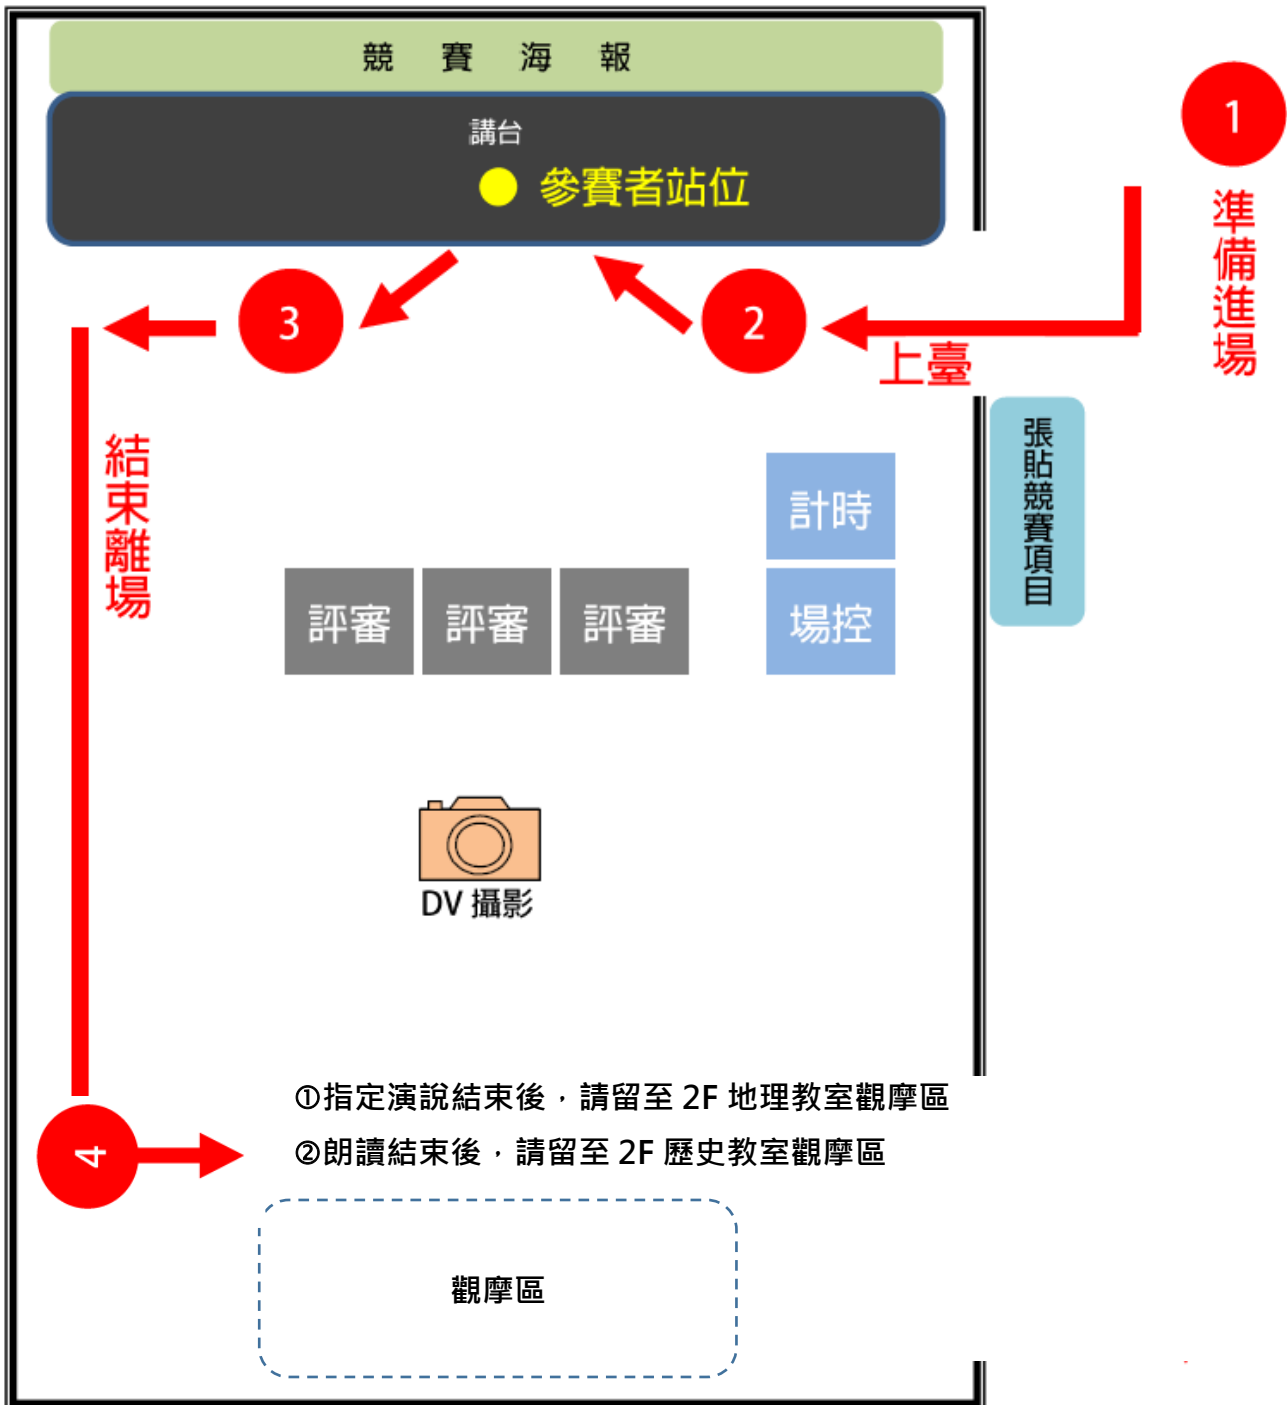 競賽海報
講台
參賽者站位
1
準備進場
2
上臺
3
結束離場
張貼競賽項目
計時
場控
評審
評審
評審
DV 攝影
4
①指定演說結束後，請留至 2F 地理教室觀摩區
②朗讀結束後，請留至 2F 歷史教室觀摩區
觀摩區